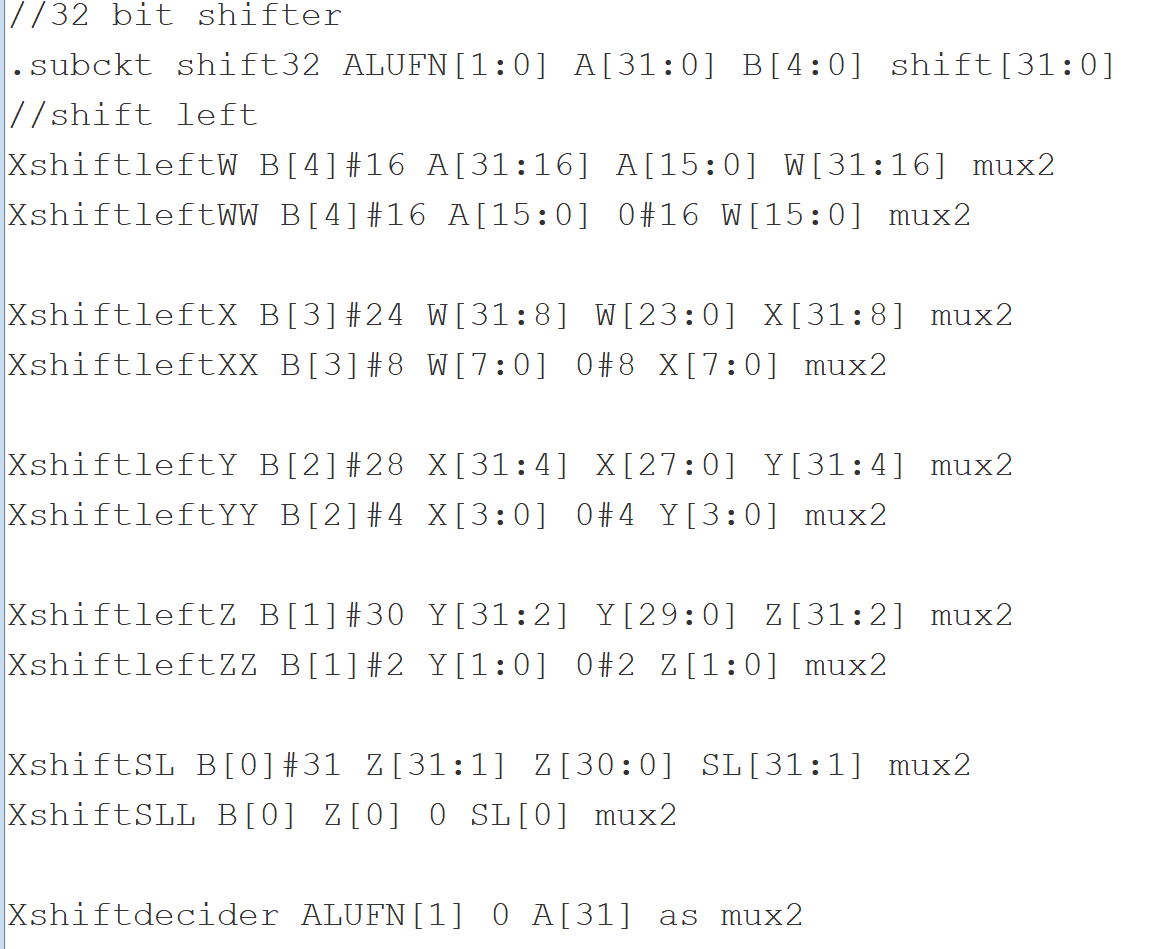 //32 bit shifter
.subckt shift32 ALUFN[1:0] A[31:0] B[4:0] shift[31:0]
//shift left
XshiftleftW B[4]#16 A[31:16] A[15:0] W[31:16] mux2
XshiftleftWW B[4]#16 A[15:0] 0#16 W[15:0] mux2
XshiftleftX B[3]#24 W[31:8] W[23:0] X[31:8] mux2
XshiftleftXX B[3]#8 W[7:0] 0#8 X[7:0] mux2
XshiftleftY B[2]#28 X[31:4] X[27:0] Y[31:4] mux2
XshiftleftYY B[2]#4 X[3:0] 0#4 Y[3:0] mux2
XshiftleftZ B[1]#30 Y[31:2] Y[29:0] Z[31:2] mux2
XshiftleftZZ B[1]#2 Y[1:0] 0#2 Z[1:0] mux2
XshiftSL B[0]#31 Z[31:1] Z[30:0] SL[31:1] mux2
XshiftSLL B[0] Z[0] 0 SL[0] mux2
Xshiftdecider ALUFN[1] 0 A[31] as mux2